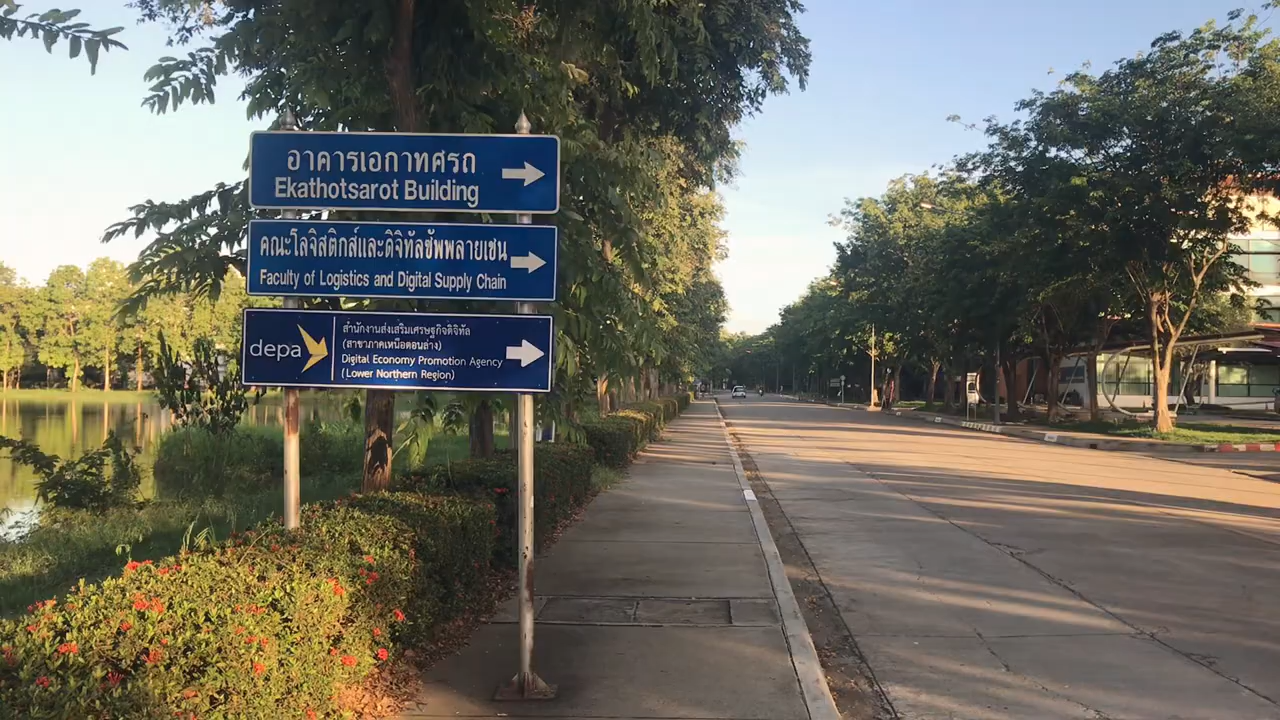 อาคารเอกาทศรถ
Ekathotsarot Building
คณะโลจิสติกส์และดิจิทัลซัพพลายเชน
Faculty of Logistics and Digital Supply Chain
depa
สำนักงานส่งเสริมเศรษฐกิจดิจิทัล
(สาขาภาคเหนือตอนล่าง)
Digital Economy Promotion Agency
(Lower Northern Region)